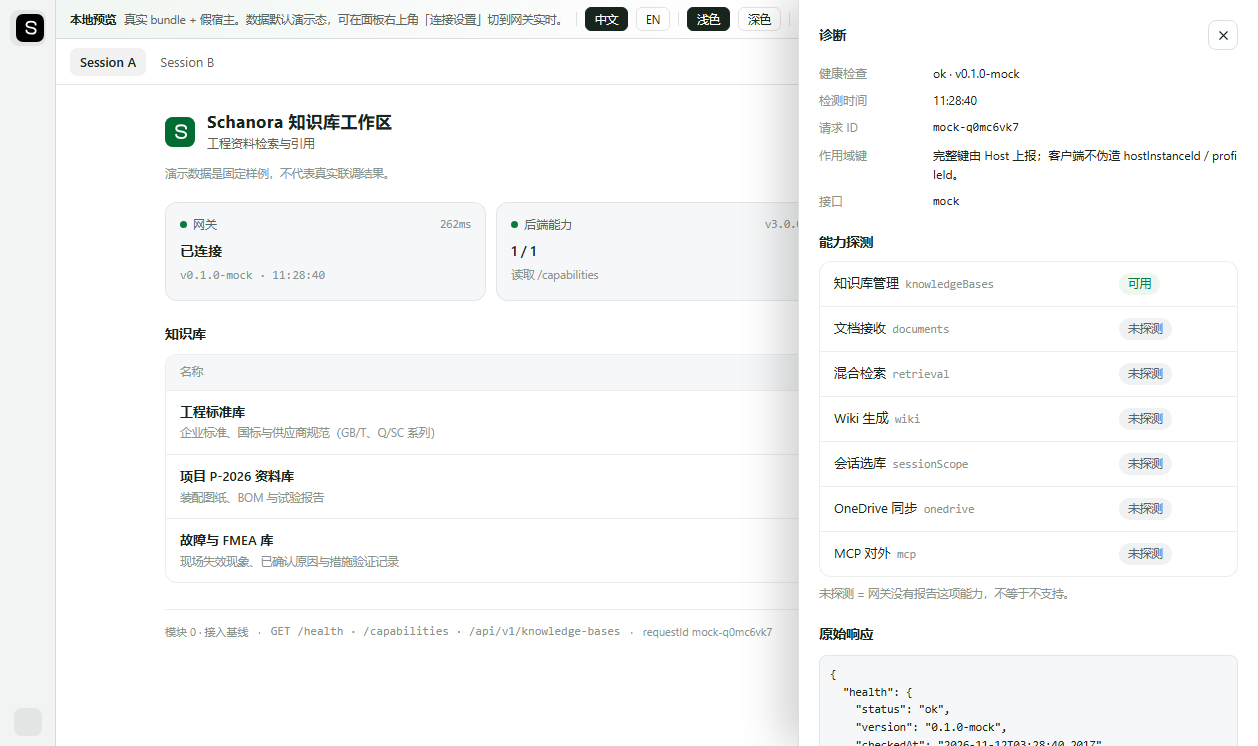 S
本地预览 真实 bundle + 假宿主。数据默认演示态，可在面板右上角「连接设置」切到网关实时。 中文 EN 浅色 深色
Session A Session B
S
Schanora 知识库工作区
工程资料检索与引用
演示数据是固定样例，不代表真实联调结果。
网关 262ms
已连接
v0.1.0-mock · 11:28:40
后端能力 v3.0.
1 / 1
读取 /capabilities
知识库
名称
工程标准库
企业标准、国标与供应商规范（GB/T、Q/SC 系列）
项目 P-2026 资料库
装配图纸、BOM 与试验报告
故障与 FMEA 库
现场失效现象、已确认原因与措施验证记录
模块 0 · 接入基线 · GET /health · /capabilities · /api/v1/knowledge-bases · requestId mock-q0mc6vk7
诊断
健康检查 ok · v0.1.0-mock
检测时间 11:28:40
请求 ID mock-q0mc6vk7
作用域键 完整键由 Host 上报；客户端不伪造 hostInstanceId / profi
leId。
接口 mock
能力探测
知识库管理 knowledgeBases 可用
文档接收 documents 未探测
混合检索 retrieval 未探测
Wiki 生成 wiki 未探测
会话选库 sessionScope 未探测
OneDrive 同步 onedrive 未探测
MCP 对外 mcp 未探测
未探测 = 网关没有报告这项能力，不等于不支持。
原始响应
{
"health": {
"status": "ok",
"version": "0.1.0-mock",
"checkedAt": "2026-11-12T03:28:40.201Z"